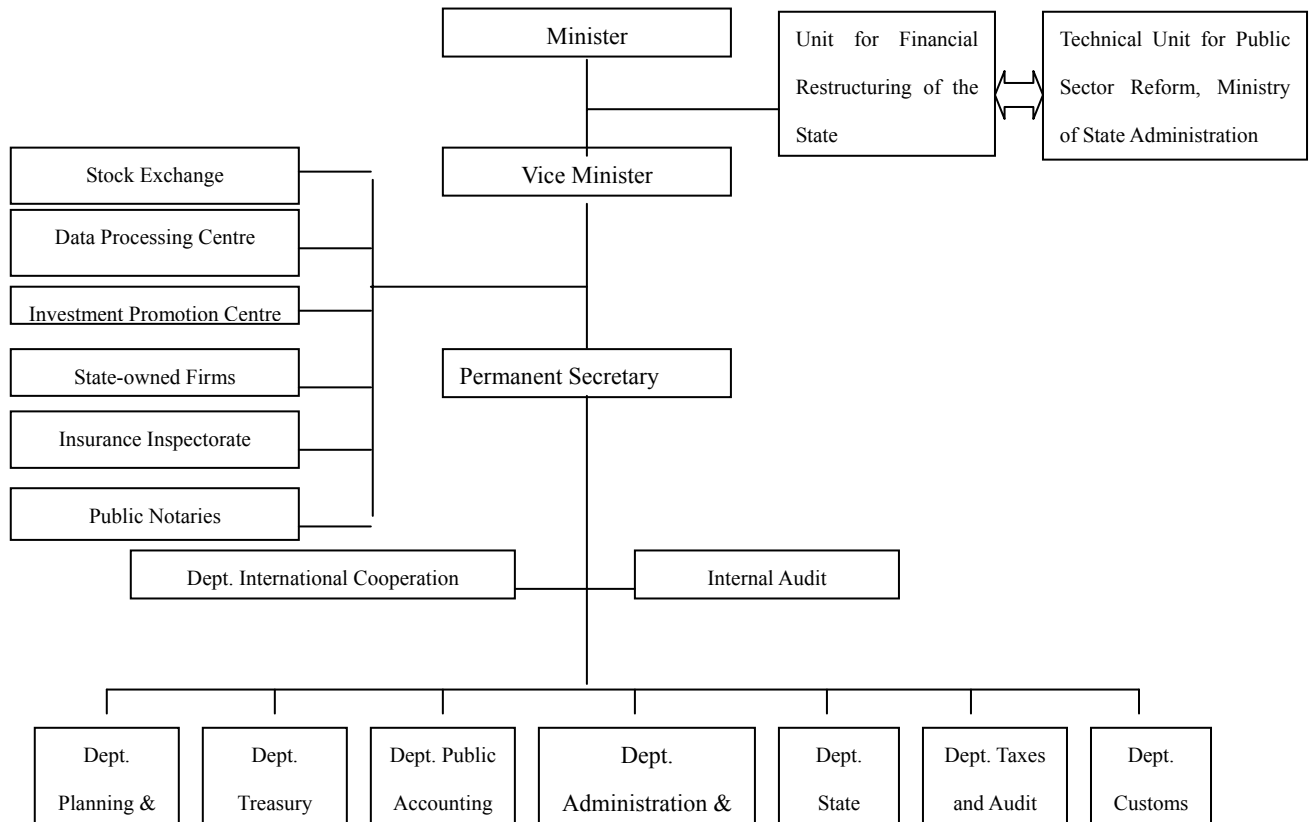 Minister
Unit for Financial
Restructuring of the
State
Technical Unit for Public
Sector Reform, Ministry
of State Administration
Stock Exchange
Vice Minister
Data Processing Centre
Investment Promotion Centre
State-owned Firms
Permanent Secretary
Insurance Inspectorate
Public Notaries
Dept. International Cooperation
Internal Audit
Dept.
Planning &
Dept.
Treasury
Dept. Public
Accounting
Dept.
Administration &
Dept.
State
Dept. Taxes
and Audit
Dept.
Customs